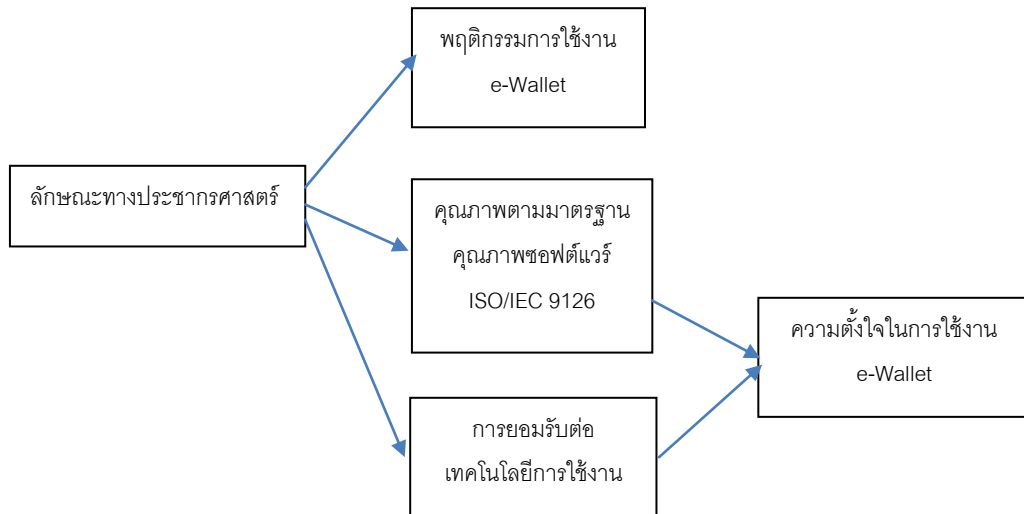 พฤติกรรมการใช้งาน
e-Wallet
ลักษณะทางประชากรศาสตร์
คุณภาพตามมาตรฐาน
คุณภาพซอฟต์แวร์
ISO/IEC 9126
ความตั้งใจในการใช้งาน
e-Wallet
การยอมรับต่อ
เทคโนโลยีการใช้งาน